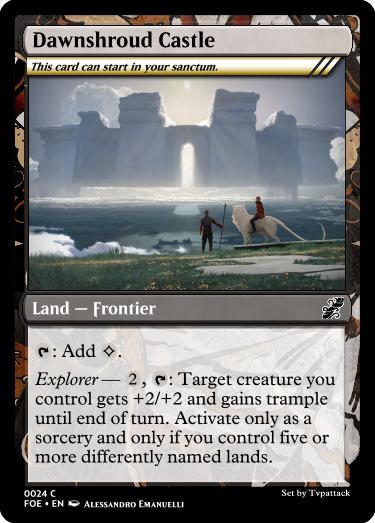 Dawnshroud Castle
This card can start in your sanctum.
Land — Frontier
: Add .
Explorer — 2 , : Target creature you
control gets +2/+2 and gains trample
until end of turn. Activate only as a
sorcery and only if you control five or
more differently named lands.
0024 C
FOE • EN Alessandro Emanuelli
Set by Tvpattack